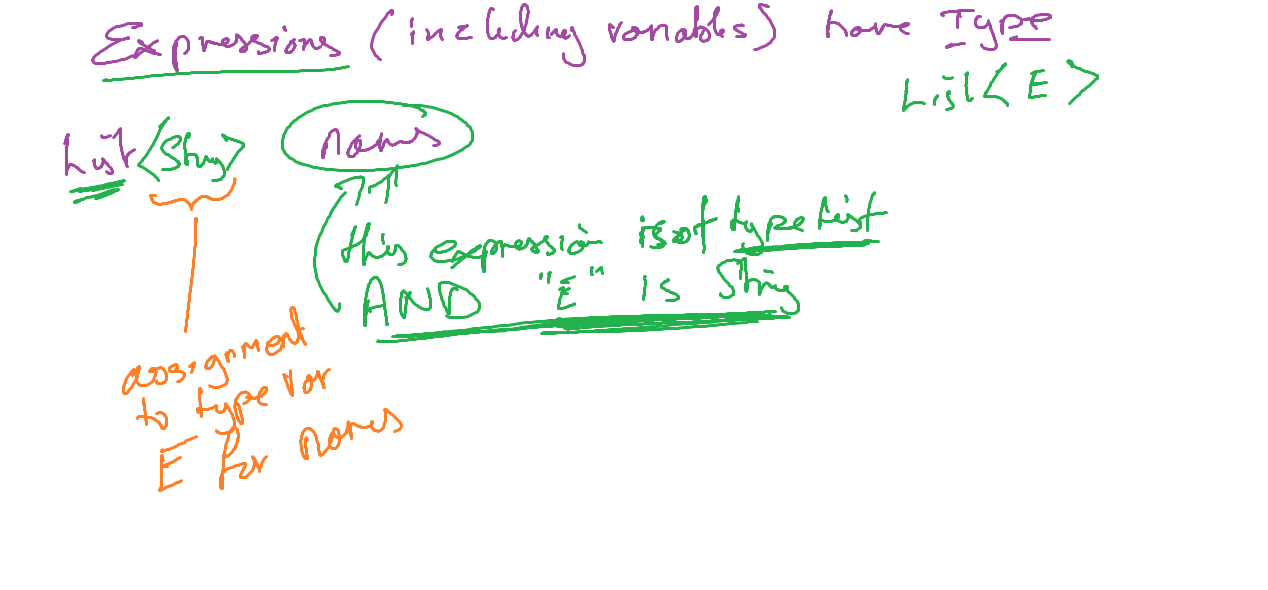 Expressions (including variables) have Type
List<E>
List<String> names
this expression is of type List
AND "E" is String
assignment
to type var
E for names